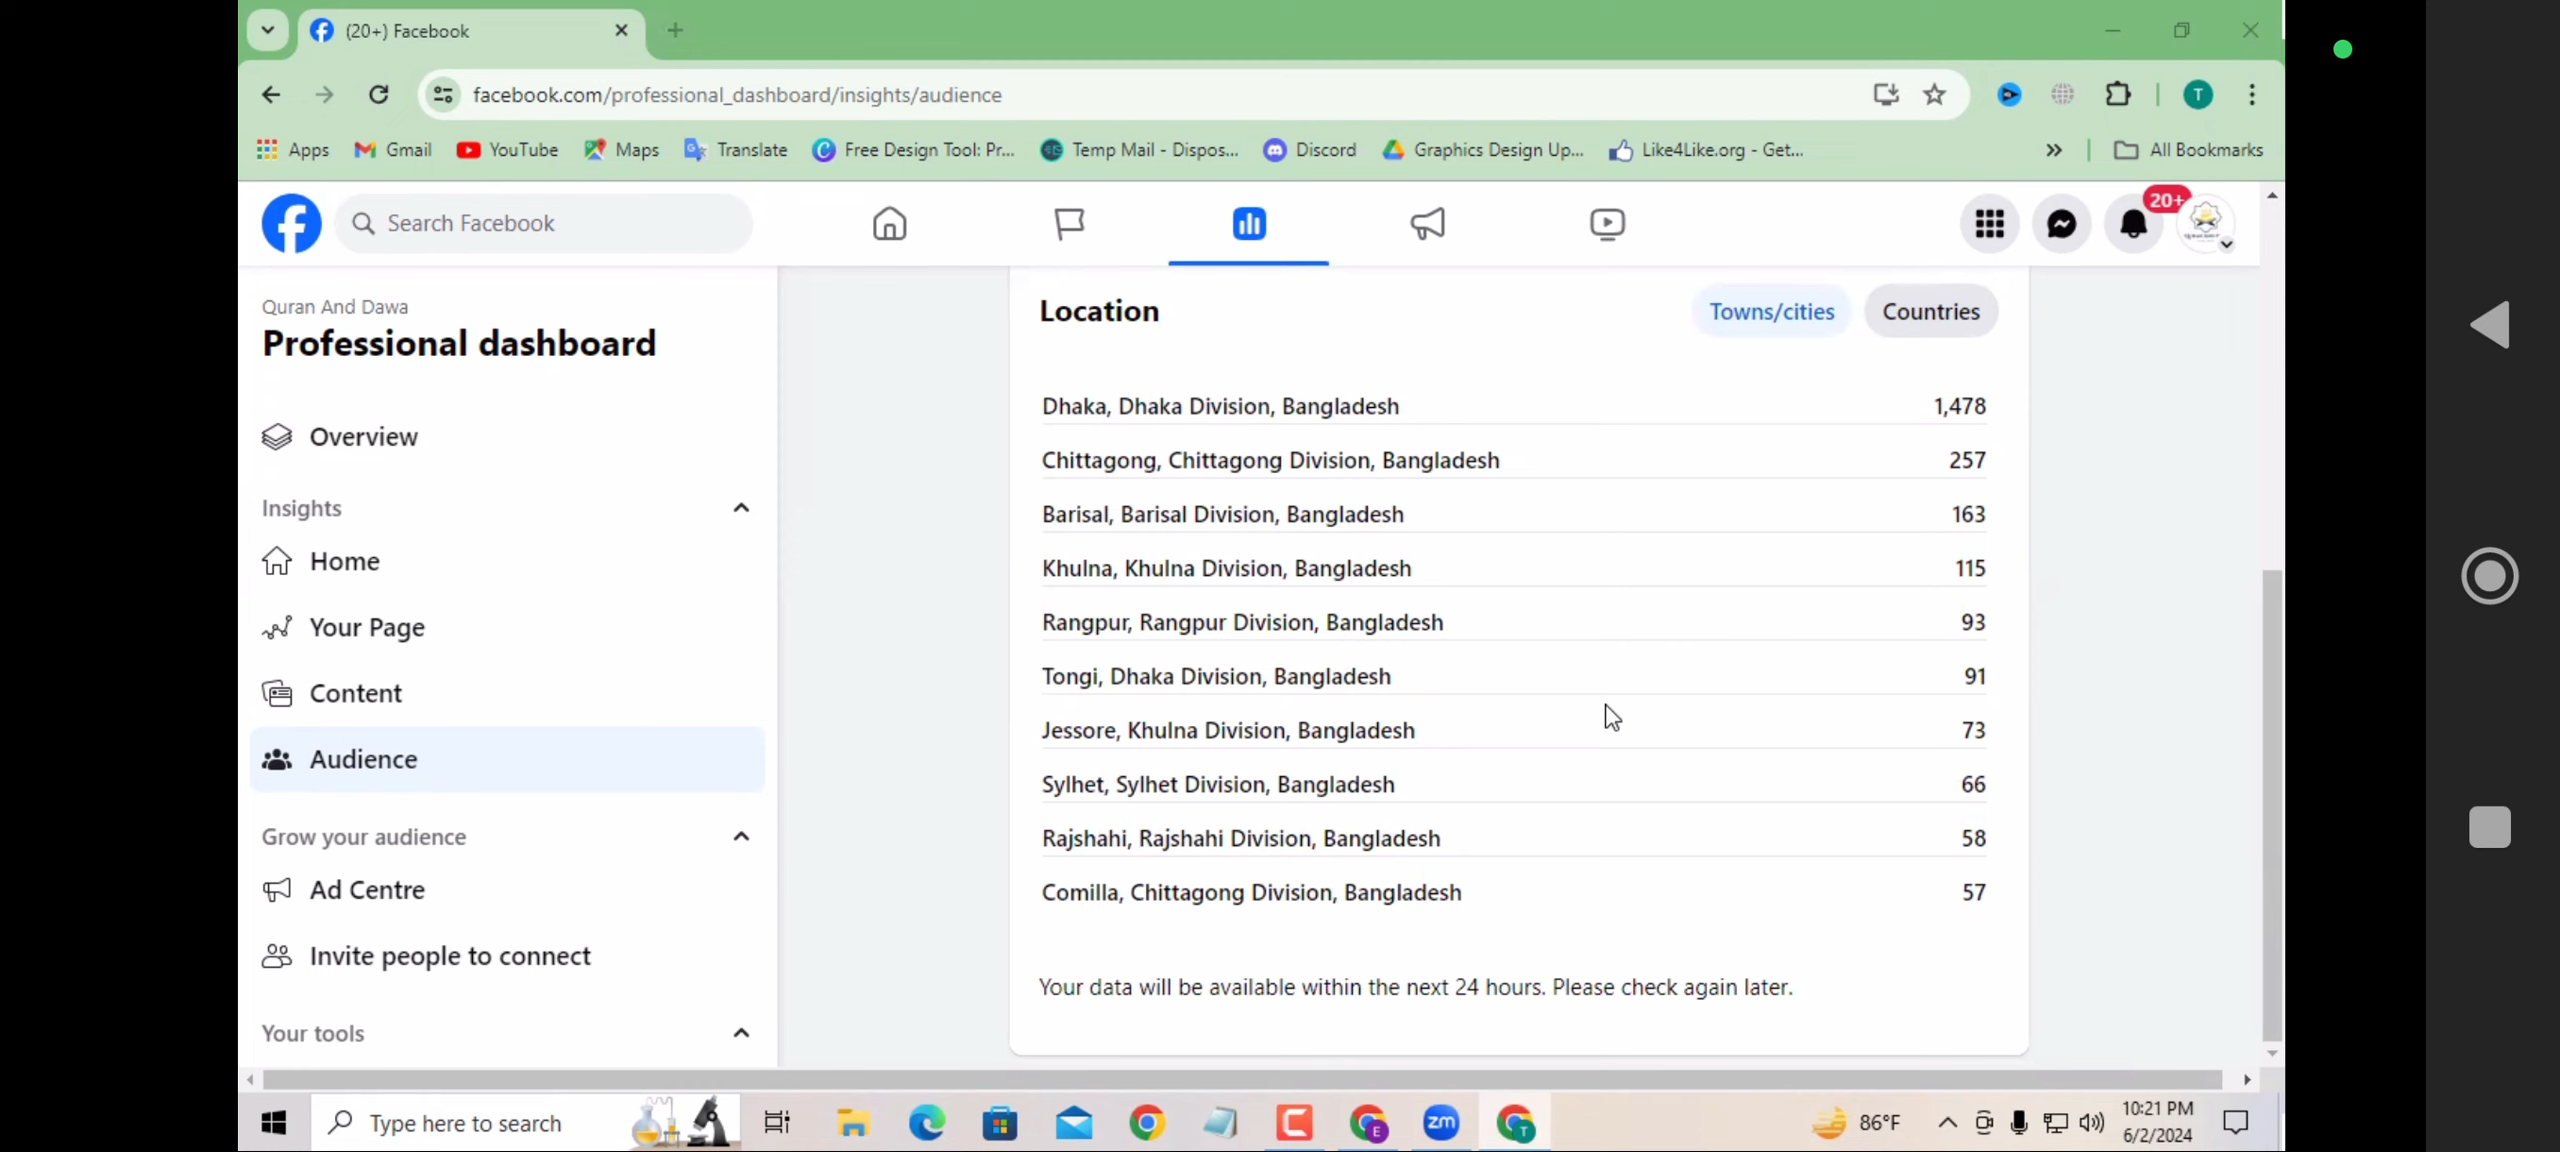 (20+) Facebook
facebook.com/professional_dashboard/insights/audience
T
Apps Gmail YouTube Maps Translate Free Design Tool: Pr... Temp Mail - Dispos... Discord Graphics Design Up... Like4Like.org - Get... » All Bookmarks
Search Facebook
20+
Quran And Dawa
Professional dashboard
Overview
Insights
Home
Your Page
Content
Audience
Grow your audience
Ad Centre
Invite people to connect
Your tools
Location Towns/cities Countries
Dhaka, Dhaka Division, Bangladesh 1,478
Chittagong, Chittagong Division, Bangladesh 257
Barisal, Barisal Division, Bangladesh 163
Khulna, Khulna Division, Bangladesh 115
Rangpur, Rangpur Division, Bangladesh 93
Tongi, Dhaka Division, Bangladesh 91
Jessore, Khulna Division, Bangladesh 73
Sylhet, Sylhet Division, Bangladesh 66
Rajshahi, Rajshahi Division, Bangladesh 58
Comilla, Chittagong Division, Bangladesh 57
Your data will be available within the next 24 hours. Please check again later.
Type here to search
E
zm
T
86°F
10:21 PM
6/2/2024